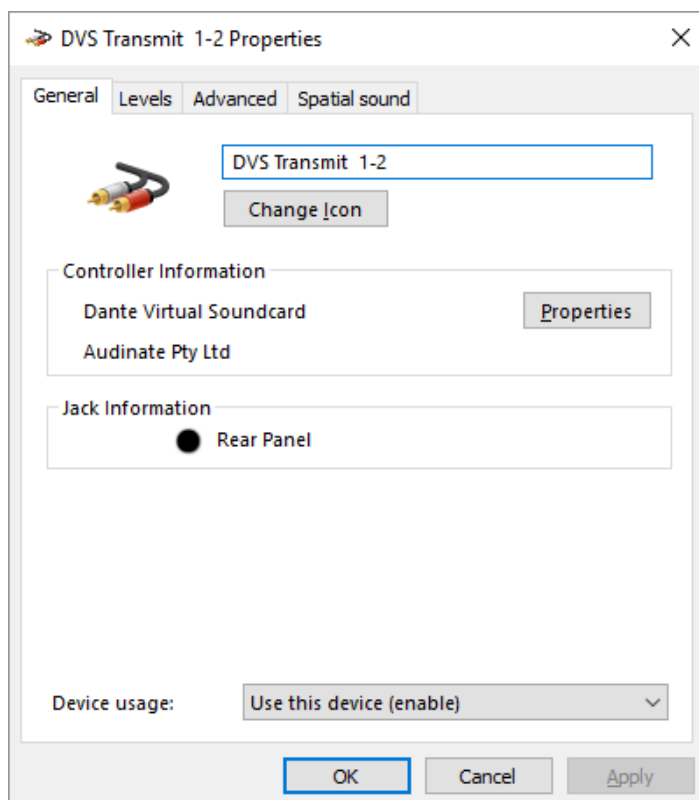 DVS Transmit  1-2 Properties
General Levels Advanced Spatial sound
DVS Transmit  1-2
Change Icon
Controller Information
Dante Virtual Soundcard Properties
Audinate Pty Ltd
Jack Information
Rear Panel
Device usage: Use this device (enable)
OK Cancel Apply